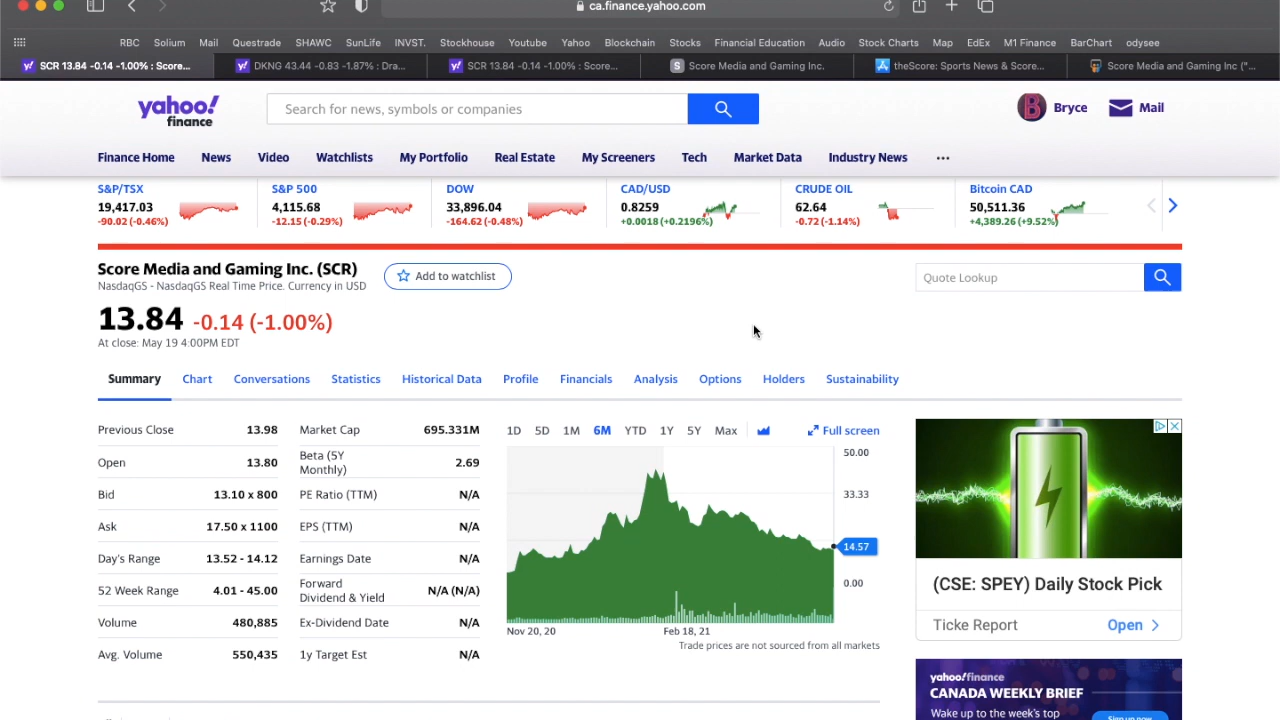 ca.finance.yahoo.com
RBC Solium Mail Questrade SHAWC SunLife INVST. Stockhouse Youtube Yahoo Blockchain Stocks Financial Education Audio Stock Charts Map EdEx M1 Finance BarChart odysee
SCR 13.84 -0.14 -1.00% : Score... DKNG 43.44 -0.83 -1.87% : Dra... SCR 13.84 -0.14 -1.00% : Score... S Score Media and Gaming Inc. theScore: Sports News & Score... Score Media and Gaming Inc ("...
yahoo!
finance
Search for news, symbols or companies
B Bryce Mail
Finance Home News Video Watchlists My Portfolio Real Estate My Screeners Tech Market Data Industry News ...
S&P/TSX S&P 500 DOW CAD/USD CRUDE OIL Bitcoin CAD
19,417.03 4,115.68 33,896.04 0.8259 62.64 50,511.36
-90.02 (-0.46%) -12.15 (-0.29%) -164.62 (-0.48%) +0.0018 (+0.2196%) -0.72 (-1.14%) +4,389.26 (+9.52%)
Score Media and Gaming Inc. (SCR) Add to watchlist
NasdaqGS - NasdaqGS Real Time Price. Currency in USD
Quote Lookup
13.84 -0.14 (-1.00%)
At close: May 19 4:00PM EDT
Summary Chart Conversations Statistics Historical Data Profile Financials Analysis Options Holders Sustainability
Previous Close 13.98
Open 13.80
Bid 13.10 x 800
Ask 17.50 x 1100
Day's Range 13.52 - 14.12
52 Week Range 4.01 - 45.00
Volume 480,885
Avg. Volume 550,435
Market Cap 695.331M
Beta (5Y
Monthly) 2.69
PE Ratio (TTM) N/A
EPS (TTM) N/A
Earnings Date N/A
Forward
Dividend & Yield N/A (N/A)
Ex-Dividend Date N/A
1y Target Est N/A
1D 5D 1M 6M YTD 1Y 5Y Max Full screen
50.00
33.33
14.57
0.00
Nov 20, 20 Feb 18, 21
Trade prices are not sourced from all markets
(CSE: SPEY) Daily Stock Pick
Ticke Report Open
yahoo!finance
CANADA WEEKLY BRIEF
Wake up to the week's top
Sign up now